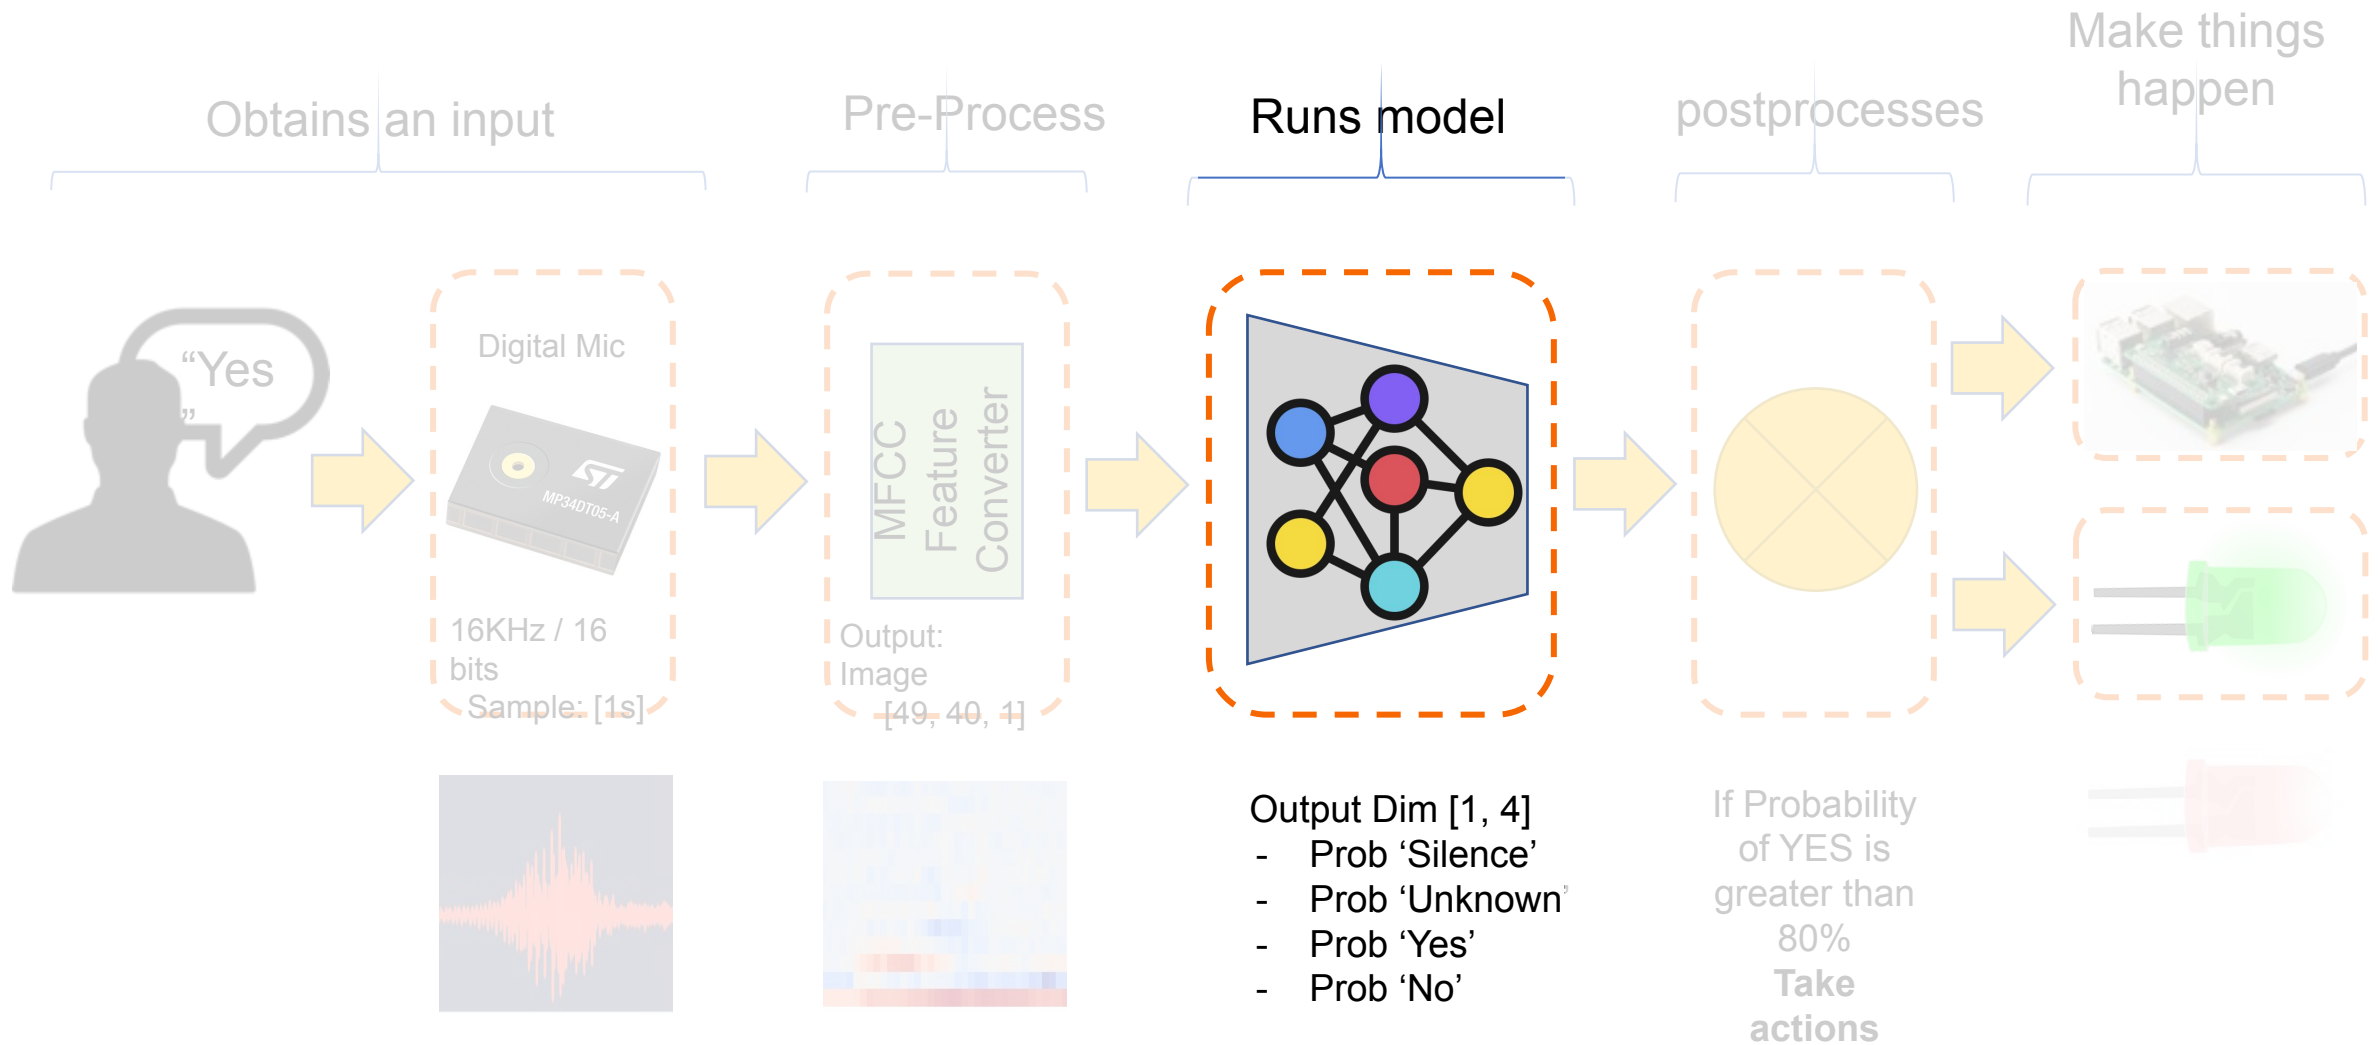 Obtains an input
Pre-Process
Runs model
postprocesses
Make things
happen
“Yes
”
Digital Mic
ST
MP34DT05-A
16KHz / 16
bits
Sample: [1s]
MFCC
Feature
Converter
Output:
Image
[49, 40, 1]
Output Dim [1, 4]
- Prob ‘Silence’
- Prob ‘Unknown’
- Prob ‘Yes’
- Prob ‘No’
If Probability
of YES is
greater than
80%
Take
actions